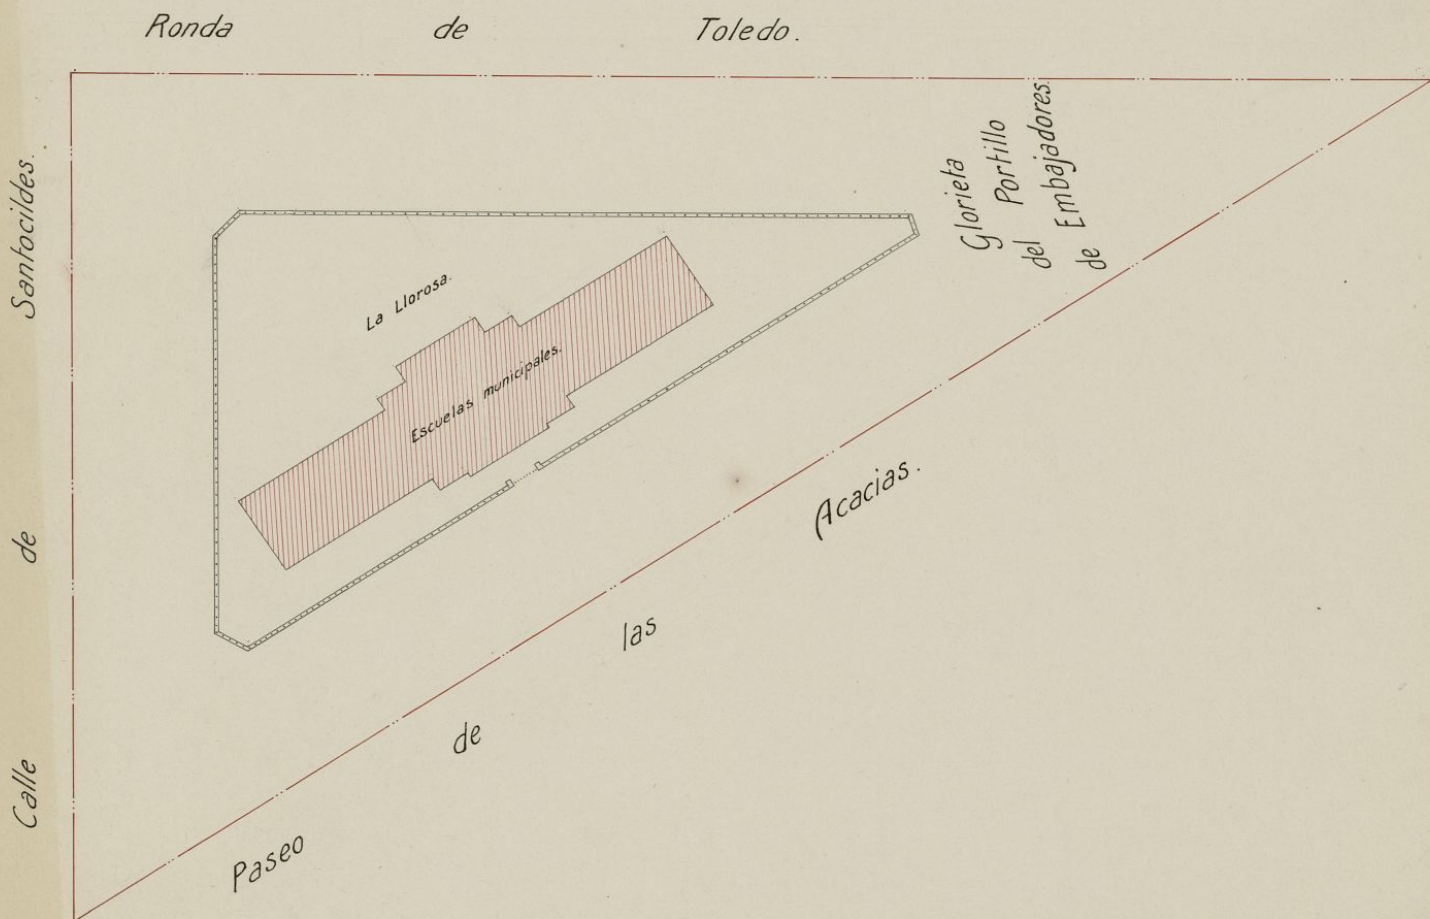 Ronda de Toledo.
Calle de Santocildes.
Glorieta
del Portillo
de Embajadores.
La Llorosa.
Escuelas municipales.
Paseo de las Acacias.